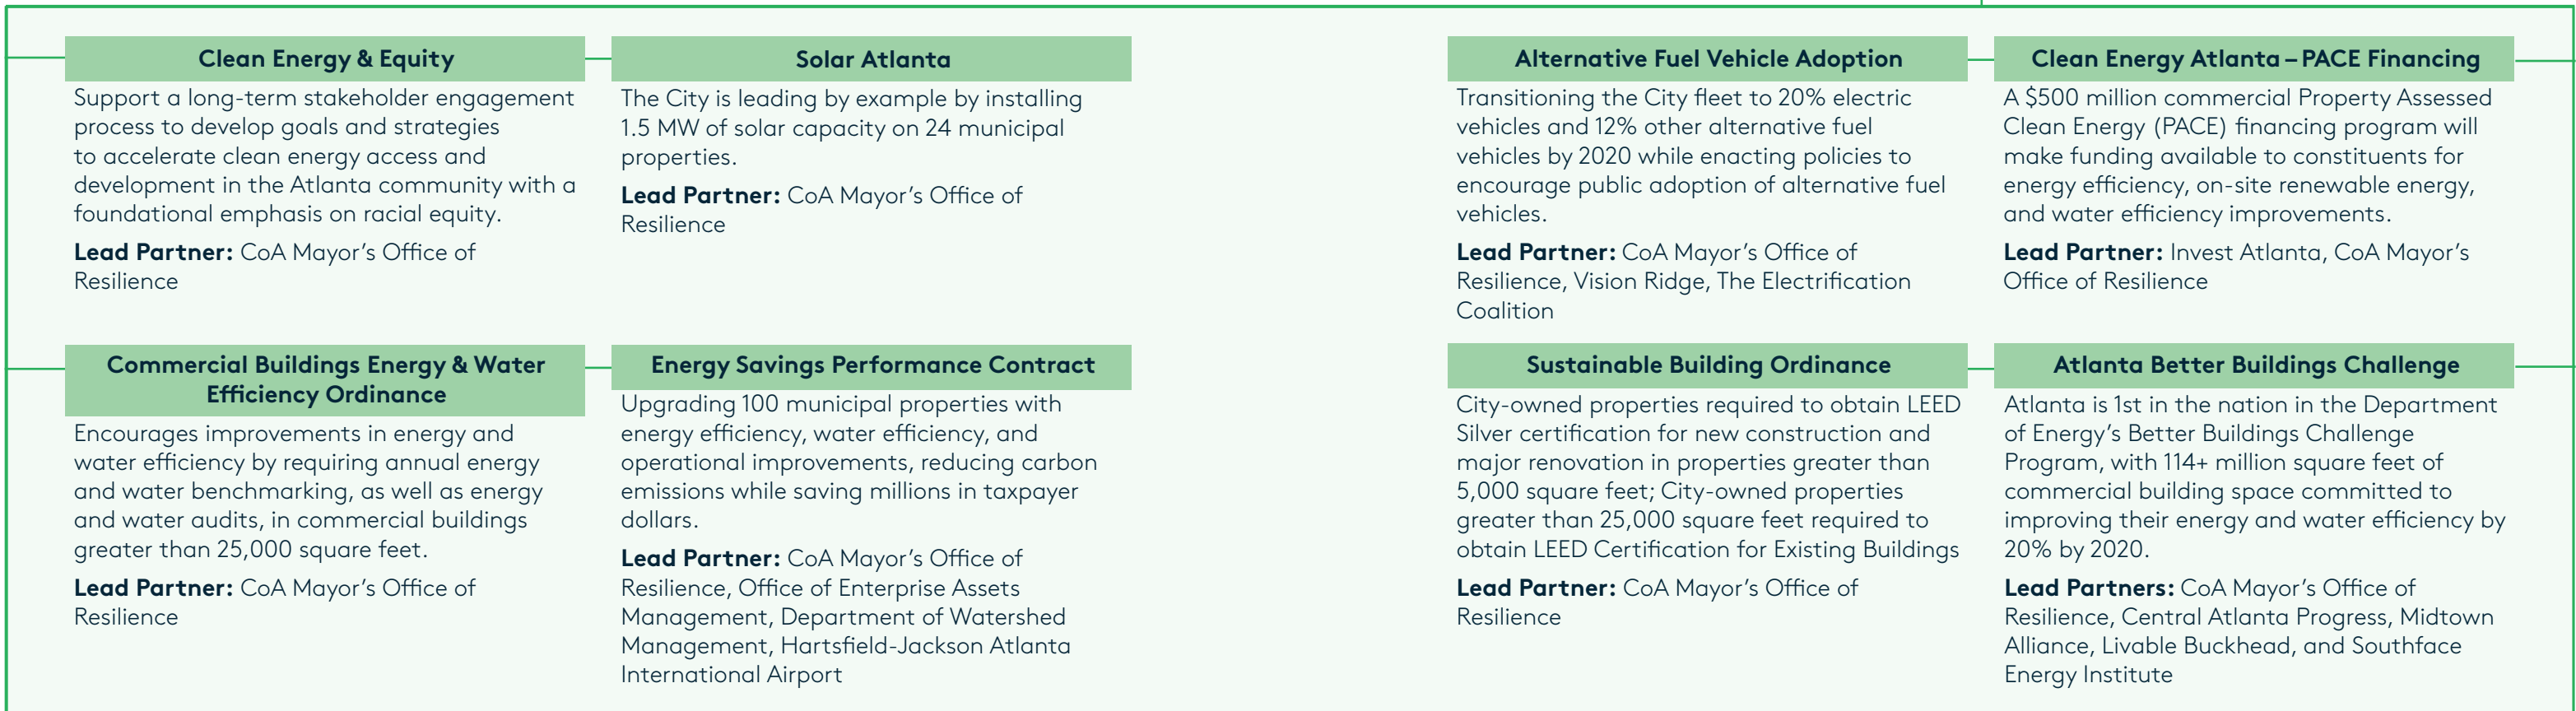 Clean Energy & Equity
Support a long-term stakeholder engagement
process to develop goals and strategies
to accelerate clean energy access and
development in the Atlanta community with a
foundational emphasis on racial equity.
Lead Partner: CoA Mayor’s Office of
Resilience
Solar Atlanta
The City is leading by example by installing
1.5 MW of solar capacity on 24 municipal
properties.
Lead Partner: CoA Mayor’s Office of
Resilience
Alternative Fuel Vehicle Adoption
Transitioning the City fleet to 20% electric
vehicles and 12% other alternative fuel
vehicles by 2020 while enacting policies to
encourage public adoption of alternative fuel
vehicles.
Lead Partner: CoA Mayor’s Office of
Resilience, Vision Ridge, The Electrification
Coalition
Clean Energy Atlanta – PACE Financing
A $500 million commercial Property Assessed
Clean Energy (PACE) financing program will
make funding available to constituents for
energy efficiency, on-site renewable energy,
and water efficiency improvements.
Lead Partner: Invest Atlanta, CoA Mayor’s
Office of Resilience
Commercial Buildings Energy & Water
Efficiency Ordinance
Encourages improvements in energy and
water efficiency by requiring annual energy
and water benchmarking, as well as energy
and water audits, in commercial buildings
greater than 25,000 square feet.
Lead Partner: CoA Mayor’s Office of
Resilience
Energy Savings Performance Contract
Upgrading 100 municipal properties with
energy efficiency, water efficiency, and
operational improvements, reducing carbon
emissions while saving millions in taxpayer
dollars.
Lead Partner: CoA Mayor’s Office of
Resilience, Office of Enterprise Assets
Management, Department of Watershed
Management, Hartsfield-Jackson Atlanta
International Airport
Sustainable Building Ordinance
City-owned properties required to obtain LEED
Silver certification for new construction and
major renovation in properties greater than
5,000 square feet; City-owned properties
greater than 25,000 square feet required to
obtain LEED Certification for Existing Buildings
Lead Partner: CoA Mayor’s Office of
Resilience
Atlanta Better Buildings Challenge
Atlanta is 1st in the nation in the Department
of Energy’s Better Buildings Challenge
Program, with 114+ million square feet of
commercial building space committed to
improving their energy and water efficiency by
20% by 2020.
Lead Partners: CoA Mayor’s Office of
Resilience, Central Atlanta Progress, Midtown
Alliance, Livable Buckhead, and Southface
Energy Institute